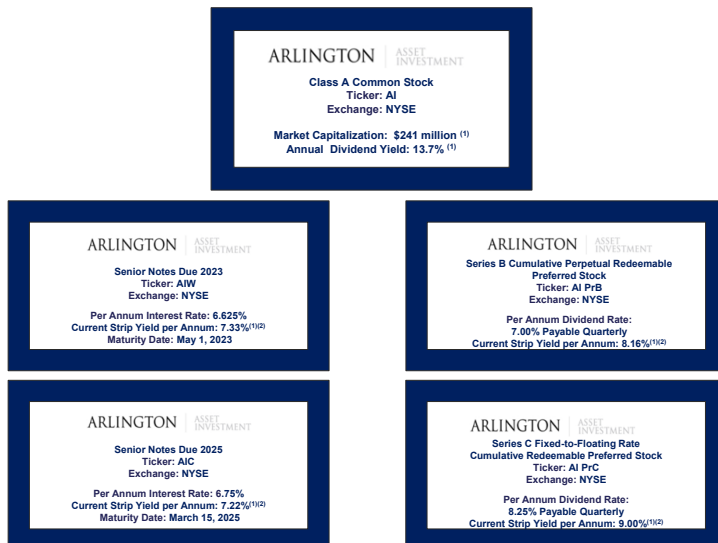 ARLINGTON ASSET INVESTMENT
Class A Common Stock
Ticker: AI
Exchange: NYSE
Market Capitalization: $241 million (1)
Annual Dividend Yield: 13.7% (1)
ARLINGTON ASSET INVESTMENT
Senior Notes Due 2023
Ticker: AIW
Exchange: NYSE
Per Annum Interest Rate: 6.625%
Current Strip Yield per Annum: 7.33%(1)(2)
Maturity Date: May 1, 2023
ARLINGTON ASSET INVESTMENT
Series B Cumulative Perpetual Redeemable
Preferred Stock
Ticker: AI PrB
Exchange: NYSE
Per Annum Dividend Rate:
7.00% Payable Quarterly
Current Strip Yield per Annum: 8.16%(1)(2)
ARLINGTON ASSET INVESTMENT
Senior Notes Due 2025
Ticker: AIC
Exchange: NYSE
Per Annum Interest Rate: 6.75%
Current Strip Yield per Annum: 7.22%(1)(2)
Maturity Date: March 15, 2025
ARLINGTON ASSET INVESTMENT
Series C Fixed-to-Floating Rate
Cumulative Redeemable Preferred Stock
Ticker: AI PrC
Exchange: NYSE
Per Annum Dividend Rate:
8.25% Payable Quarterly
Current Strip Yield per Annum: 9.00%(1)(2)